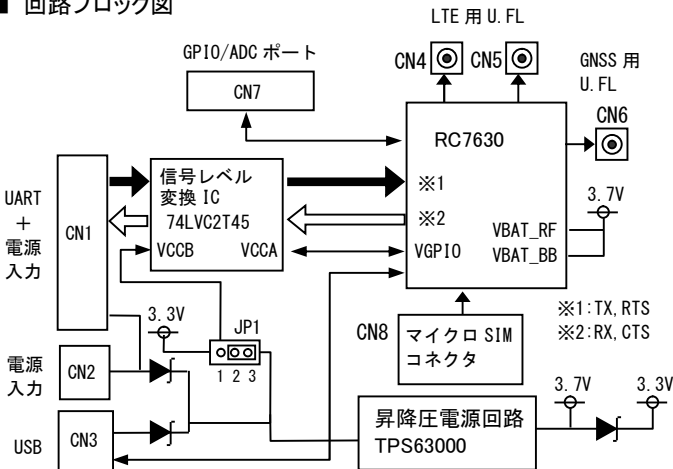 ■ 回路ブロック図
LTE 用 U.FL
GPIO/ADC ポート
CN4
CN5
GNSS 用
U.FL
CN7
CN6
RC7630
信号レベル
変換 IC
74LVC2T45
※1
UART
+
電源
入力
CN1
※2
3.7V
VBAT_RF
VCCB
VCCA
VGPIO
VBAT_BB
3.3V
JP1
CN8
マイクロ SIM
コネクタ
※1:TX,RTS
※2:RX,CTS
1 2 3
電源
入力
CN2
3.7V
3.3V
昇降圧電源回路
TPS63000
USB
CN3